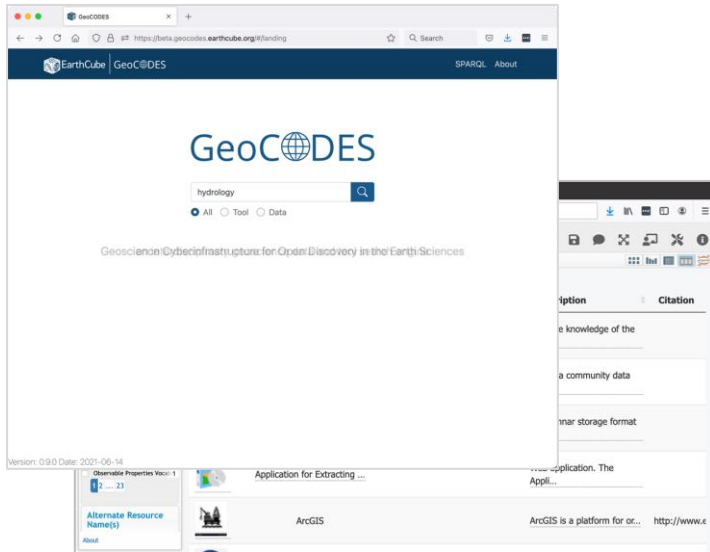 GeoCODES
https://beta.geocodes.earthcube.org/#/landing
Search
EarthCube GeoCODES
SPARQL About
GeoCODES
hydrology
All Tool Data
Version: 0.9.0 Date: 2021-06-14
Citation
e knowledge of the
a community data
nnar storage format
Observable Properties Vocab 1
1 2 .... 23
Application for Extracting ...
application. The
Appli...
Alternate Resource
Name(s)
About
ArcGIS
ArcGIS is a platform for or... http://www.e